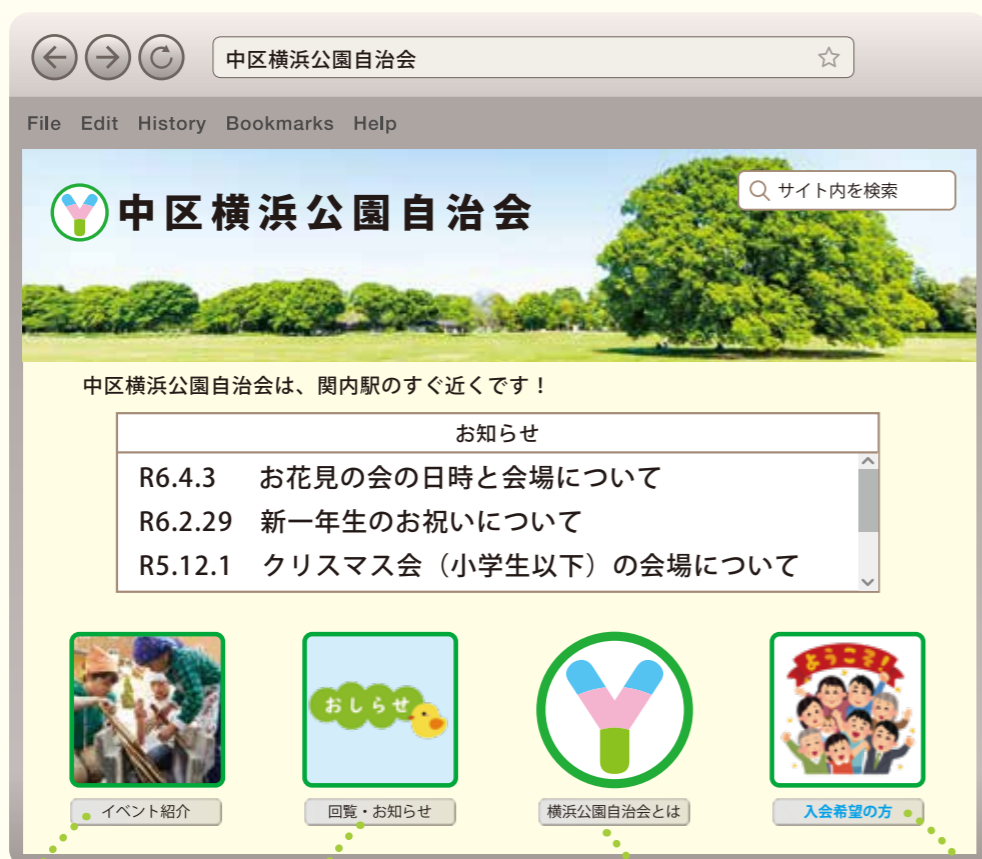 中区横浜公園自治会
File Edit History Bookmarks Help
中区横浜公園自治会
サイト内を検索
中区横浜公園自治会は、関内駅のすぐ近くです！
お知らせ
R6.4.3 お花見の会の日時と会場について
R6.2.29 新一年生のお祝いについて
R5.12.1 クリスマス会（小学生以下）の会場について
おしらせ
ようこそ！
イベント紹介
回覧・お知らせ
横浜公園自治会とは
入会希望の方